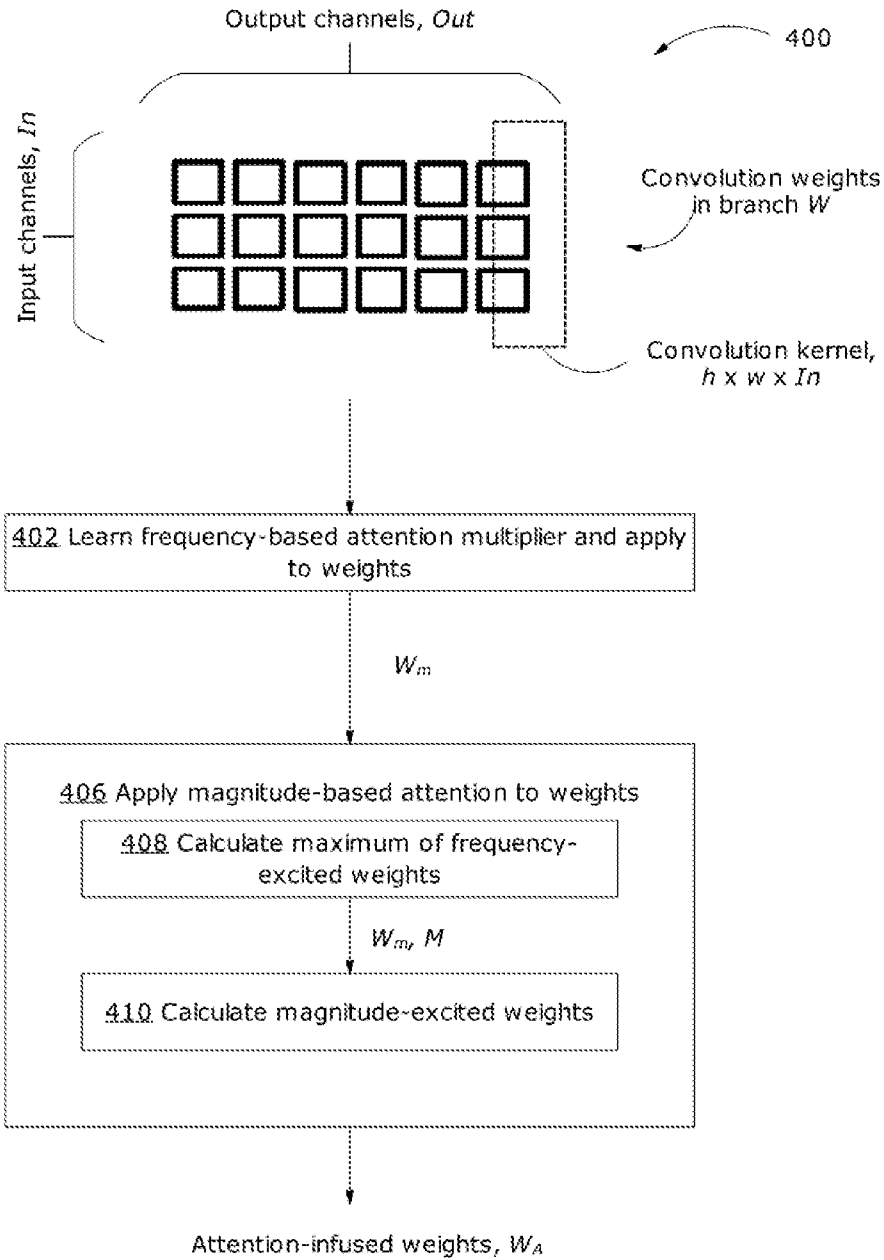 Output channels, Out
400
Input channels, In
Convolution weights
in branch W
Convolution kernel,
h x w x In
402 Learn frequency-based attention multiplier and apply
to weights
Wm
406 Apply magnitude-based attention to weights
408 Calculate maximum of frequency-
excited weights
Wm, M
410 Calculate magnitude-excited weights
Attention-infused weights, WA